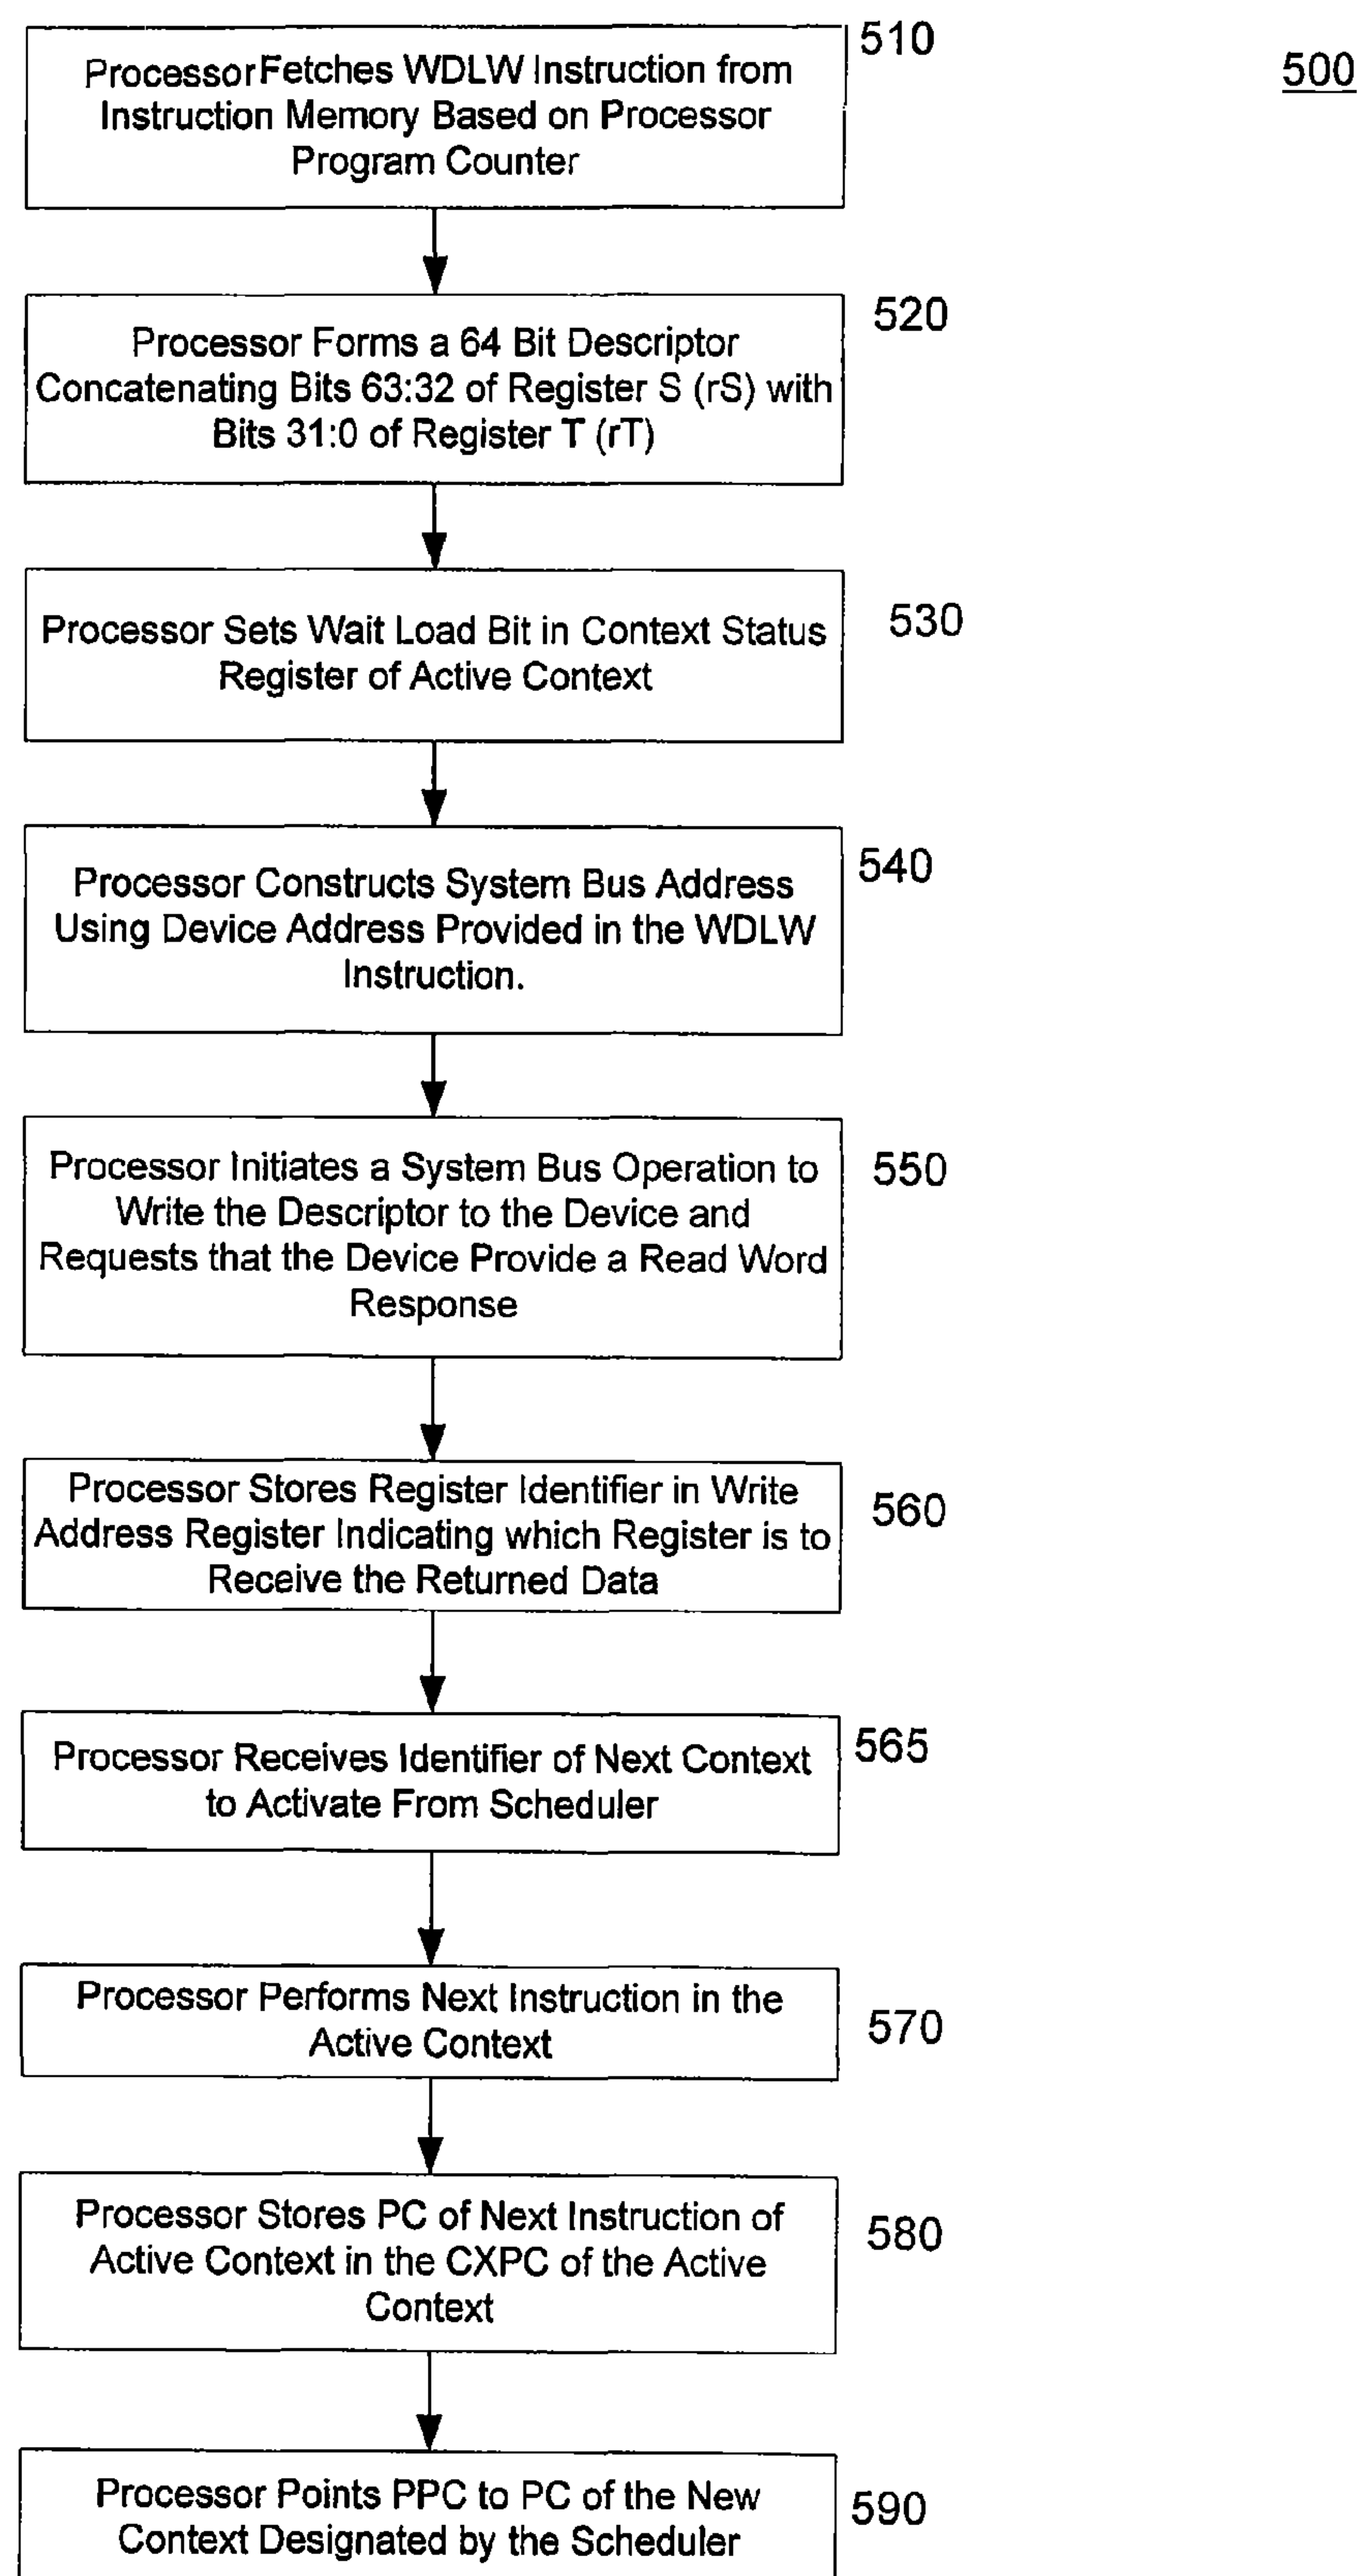 510
500
Processor Fetches WDLW Instruction from
Instruction Memory Based on Processor
Program Counter
520
Processor Forms a 64 Bit Descriptor
Concatenating Bits 63:32 of Register S (rS) with
Bits 31:0 of Register T (rT)
530
Processor Sets Wait Load Bit in Context Status
Register of Active Context
540
Processor Constructs System Bus Address
Using Device Address Provided in the WDLW
Instruction.
550
Processor Initiates a System Bus Operation to
Write the Descriptor to the Device and
Requests that the Device Provide a Read Word
Response
560
Processor Stores Register Identifier in Write
Address Register Indicating which Register is to
Receive the Returned Data
565
Processor Receives Identifier of Next Context
to Activate From Scheduler
570
Processor Performs Next Instruction in the
Active Context
580
Processor Stores PC of Next Instruction of
Active Context in the CXPC of the Active
Context
590
Processor Points PPC to PC of the New
Context Designated by the Scheduler